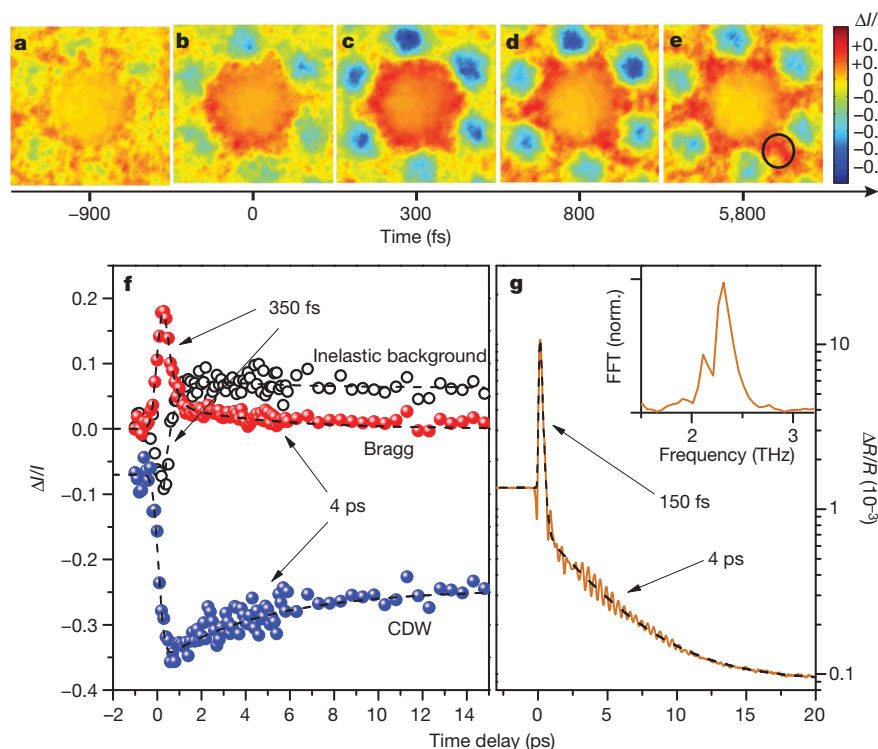 a b c d e ΔI/
+0.
+0.
0
−0.
−0.
−0.
−900 0 300 800 5,800
Time (fs)
f
350 fs
Inelastic background
Bragg
4 ps
CDW
ΔI/I
0.2
0.1
0.0
−0.1
−0.2
−0.3
−0.4
−2 0 2 4 6 8 10 12 14
g
FFT (norm.)
2 3
Frequency (THz)
150 fs
4 ps
10
1
0.1
ΔR/R (10⁻³)
0 5 10 15 20
Time delay (ps)